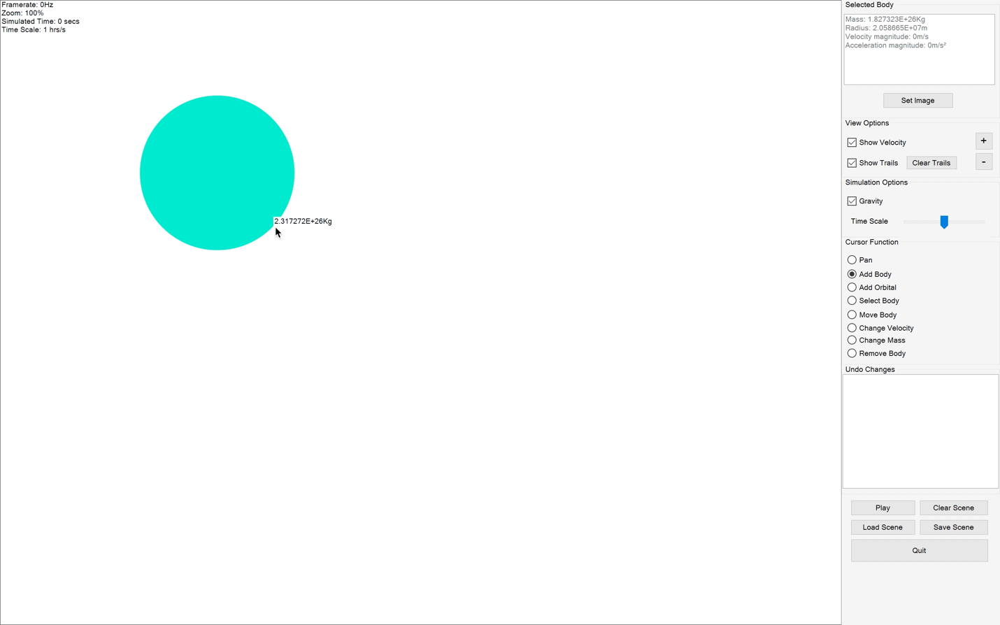 Framerate: 0Hz
Zoom: 100%
Simulated Time: 0 secs
Time Scale: 1 hrs/s
2.317272E+26Kg
Selected Body
Mass: 1.827323E+26Kg
Radius: 2.058665E+07m
Velocity magnitude: 0m/s
Acceleration magnitude: 0m/s²
Set Image
View Options
Show Velocity
+
Show Trails
Clear Trails
-
Simulation Options
Gravity
Time Scale
Cursor Function
Pan
Add Body
Add Orbital
Select Body
Move Body
Change Velocity
Change Mass
Remove Body
Undo Changes
Play
Clear Scene
Load Scene
Save Scene
Quit